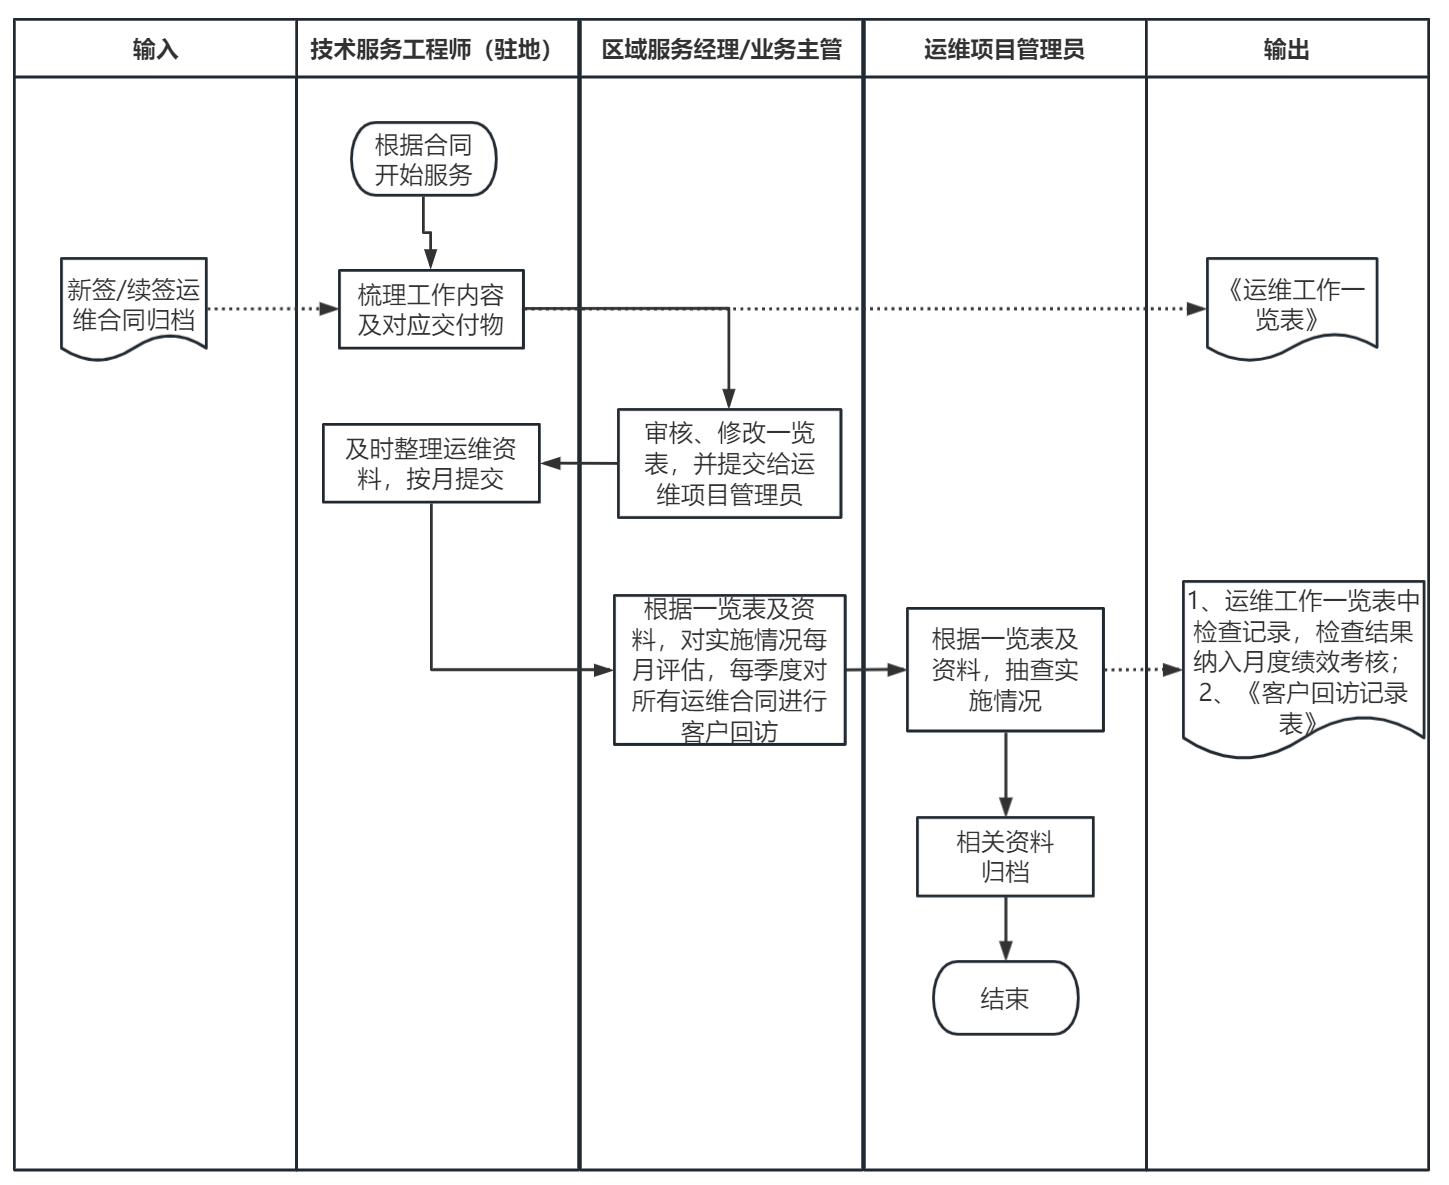 输入
技术服务工程师（驻地）
区域服务经理/业务主管
运维项目管理员
输出
根据合同
开始服务
新签/续签运
维合同归档
梳理工作内容
及对应交付物
《运维工作一
览表》
审核、修改一览
表，并提交给运
维项目管理员
及时整理运维资
料，按月提交
根据一览表及资
料，对实施情况每
月评估，每季度对
所有运维合同进行
客户回访
根据一览表及
资料，抽查实
施情况
1、运维工作一览表中
检查记录，检查结果
纳入月度绩效考核；
2、《客户回访记录
表》
相关资料
归档
结束